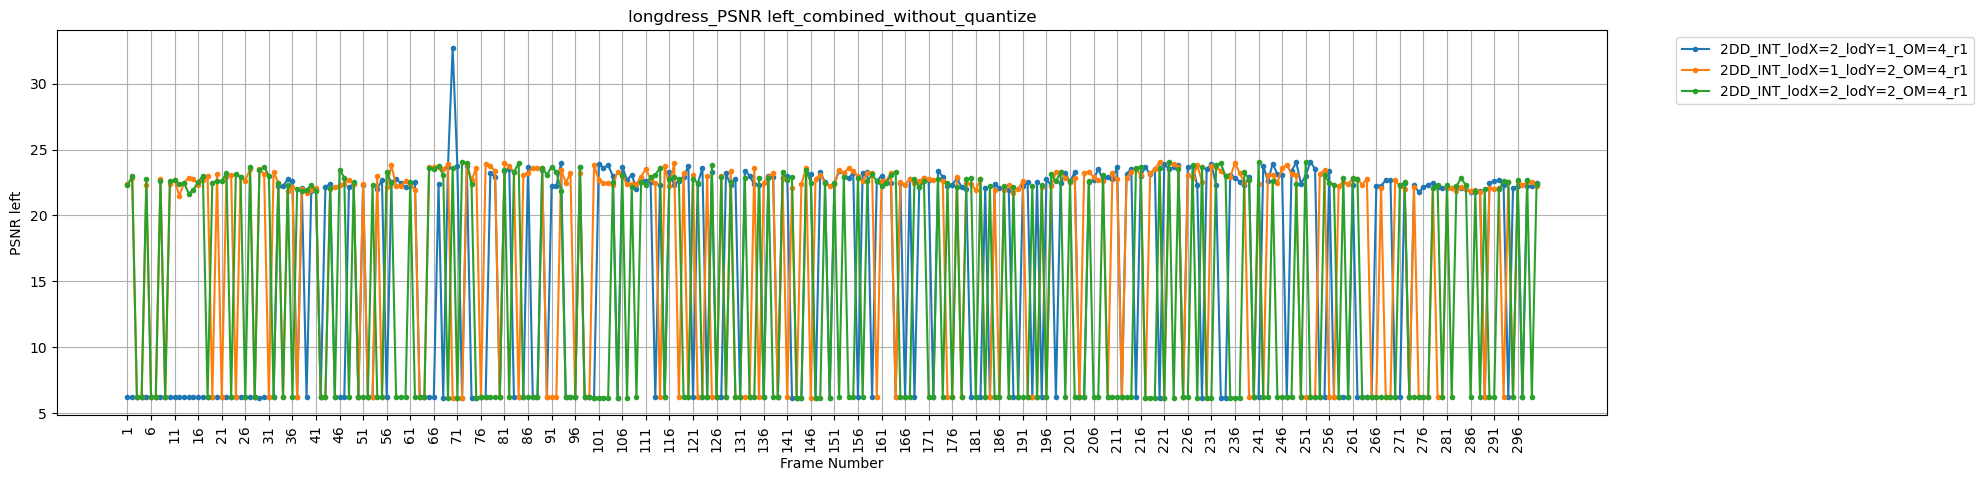 longdress_PSNR left_combined_without_quantize
2DD_INT_lodX=2_lodY=1_OM=4_r1
2DD_INT_lodX=1_lodY=2_OM=4_r1
2DD_INT_lodX=2_lodY=2_OM=4_r1
PSNR left
30
25
20
15
10
5
1 6 11 16 21 26 31 36 41 46 51 56 61 66 71 76 81 86 91 96 101 106 111 116 121 126 131 136 141 146 151 156 161 166 171 176 181 186 191 196 201 206 211 216 221 226 231 236 241 246 251 256 261 266 271 276 281 286 291 296
Frame Number